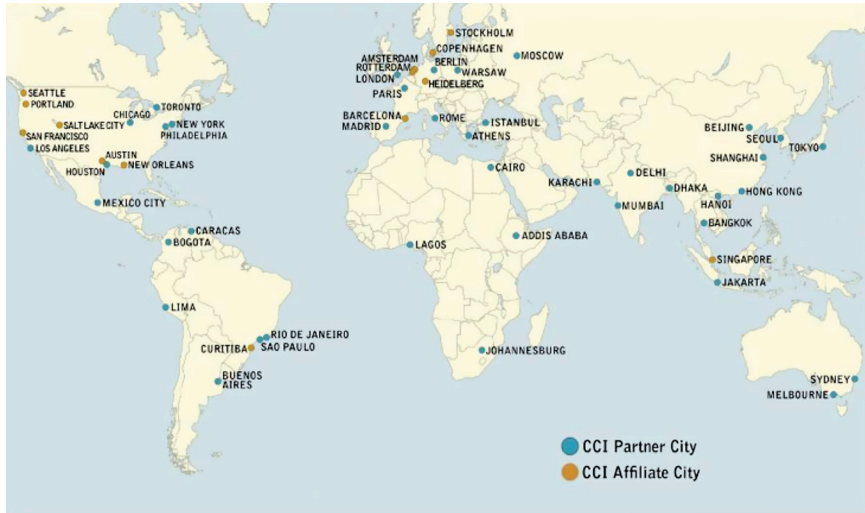 STOCKHOLM
COPENHAGEN
AMSTERDAM
BERLIN
MOSCOW
ROTTERDAM
WARSAW
LONDON
HEIDELBERG
PARIS
SEATTLE
PORTLAND
TORONTO
CHICAGO
SALT LAKE CITY
NEW YORK
SAN FRANCISCO
PHILADELPHIA
LOS ANGELES
AUSTIN
NEW ORLEANS
HOUSTON
BARCELONA
ROME
ISTANBUL
MADRID
ATHENS
BEIJING
SEOUL
TOKYO
SHANGHAI
CAIRO
DELHI
KARACHI
DHAKA
HONG KONG
MUMBAI
HANOI
BANGKOK
MEXICO CITY
CARACAS
BOGOTA
LAGOS
ADDIS ABABA
SINGAPORE
JAKARTA
LIMA
RIO DE JANEIRO
CURITIBA
SAO PAULO
JOHANNESBURG
BUENOS
AIRES
SYDNEY
MELBOURNE
CCI Partner City
CCI Affiliate City